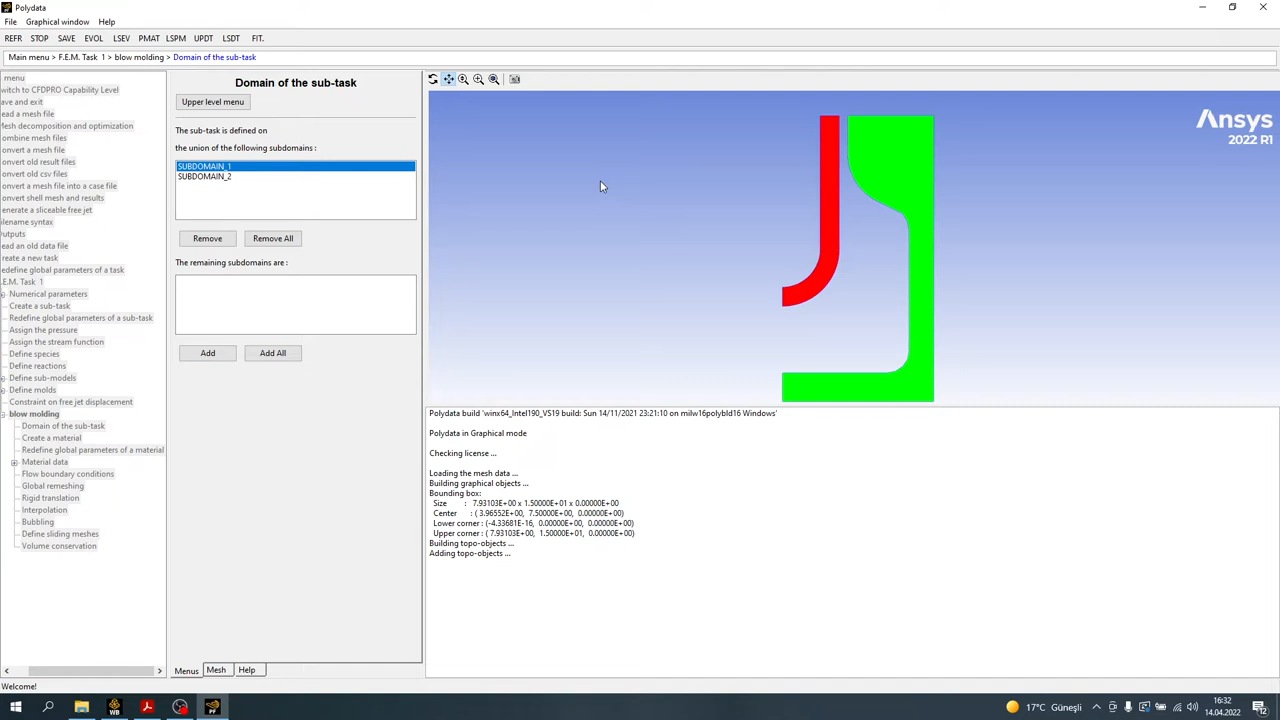 Polydata
File Graphical window Help
REFR STOP SAVE EVOL LSEV PMAT LSPM UPDT LSDT FIT.
Main menu > F.E.M. Task 1 > blow molding > Domain of the sub-task
menu
witch to CFDPRO Capability Level
ave and exit
ead a mesh file
Mesh decomposition and optimization
ombine mesh files
onvert a mesh file
onvert old result files
onvert old csv files
onvert a mesh file into a case file
onvert shell mesh and results
enerate a sliceable free jet
ilename syntax
utputs
ead an old data file
reate a new task
edefine global parameters of a task
.E.M. Task 1
Numerical parameters
Create a sub-task
Redefine global parameters of a sub-task
Assign the pressure
Assign the stream function
Define species
Define reactions
Define sub-models
Define molds
Constraint on free jet displacement
blow molding
Domain of the sub-task
Create a material
Redefine global parameters of a material
Material data
Flow boundary conditions
Global remeshing
Rigid translation
Interpolation
Bubbling
Define sliding meshes
Volume conservation
Domain of the sub-task
Upper level menu
The sub-task is defined on
the union of the following subdomains :
SUBDOMAIN_1
SUBDOMAIN_2
Remove Remove All
The remaining subdomains are :
Add Add All
Menus Mesh Help
Ansys
2022 R1
Polydata build 'winx64_Intel190_VS19 build: Sun 14/11/2021 23:21:10 on milw16polybld16 Windows'
Polydata in Graphical mode
Checking license ...
Loading the mesh data ...
Building graphical objects ...
Bounding box:
Size : 7.93103E+00 x 1.50000E+01 x 0.00000E+00
Center : ( 3.96552E+00, 7.50000E+00, 0.00000E+00)
Lower corner : (-4.33681E-16, 0.00000E+00, 0.00000E+00)
Upper corner : ( 7.93103E+00, 1.50000E+01, 0.00000E+00)
Building topo-objects ...
Adding topo-objects ...
Welcome!
WB
PF
17°C Güneşli
16:32
14.04.2022
12